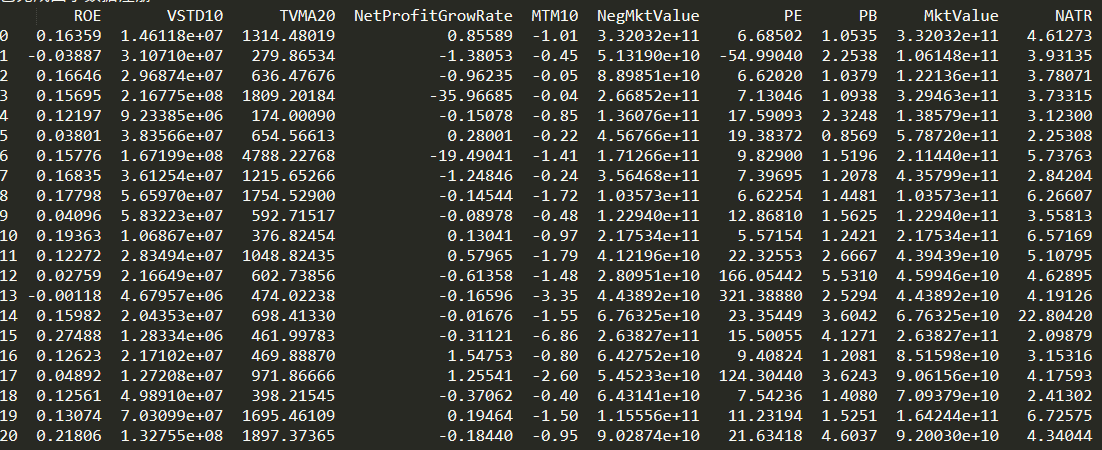 ROE VSTD10 TVMA20 NetProfitGrowRate MTM10 NegMktValue PE PB MktValue NATR
0 0.16359 1.46118e+07 1314.48019 0.85589 -1.01 3.32032e+11 6.68502 1.0535 3.32032e+11 4.61273
1 -0.03887 3.10710e+07 279.86534 -1.38053 -0.45 5.13190e+10 -54.99040 2.2538 1.06148e+11 3.93135
2 0.16646 2.96874e+07 636.47676 -0.96235 -0.05 8.89851e+10 6.62020 1.0379 1.22136e+11 3.78071
3 0.15695 2.16775e+08 1809.20184 -35.96685 -0.04 2.66852e+11 7.13046 1.0938 3.29463e+11 3.73315
4 0.12197 9.23385e+06 174.00090 -0.15078 -0.85 1.36076e+11 17.59093 2.3248 1.38579e+11 3.12300
5 0.03801 3.83566e+07 654.56613 0.28001 -0.22 4.56766e+11 19.38372 0.8569 5.78720e+11 2.25308
6 0.15776 1.67199e+08 4788.22768 -19.49041 -1.41 1.71266e+11 9.82900 1.5196 2.11440e+11 5.73763
7 0.16835 3.61254e+07 1215.65266 -1.24846 -0.24 3.56468e+11 7.39695 1.2078 4.35799e+11 2.84204
8 0.17798 5.65970e+07 1754.52900 -0.14544 -1.72 1.03573e+11 6.62254 1.4481 1.03573e+11 6.26607
9 0.04096 5.83223e+07 592.71517 -0.08978 -0.48 1.22940e+11 12.86810 1.5625 1.22940e+11 3.55813
10 0.19363 1.06867e+07 376.82454 0.13041 -0.97 2.17534e+11 5.57154 1.2421 2.17534e+11 6.57169
11 0.12272 2.83494e+07 1048.82435 0.57965 -1.79 4.12196e+10 22.32553 2.6667 4.39439e+10 5.10795
12 0.02759 2.16649e+07 602.73856 -0.61358 -1.48 2.80951e+10 166.05442 5.5310 4.59946e+10 4.62895
13 -0.00118 4.67957e+06 474.02238 -0.16596 -3.35 4.43892e+10 321.38880 2.5294 4.43892e+10 4.19126
14 0.15982 2.04353e+07 698.41330 -0.01676 -1.55 6.76325e+10 23.35449 3.6042 6.76325e+10 22.80420
15 0.27488 1.28334e+06 461.99783 -0.31121 -6.86 2.63827e+11 15.50055 4.1271 2.63827e+11 2.09879
16 0.12623 2.17102e+07 469.88870 1.54753 -0.80 6.42752e+10 9.40824 1.2081 8.51598e+10 3.15316
17 0.04892 1.27208e+07 971.86666 1.25541 -2.60 5.45233e+10 124.30440 3.6243 9.06156e+10 4.17593
18 0.12561 4.98910e+07 398.21545 -0.37062 -0.40 6.43141e+10 7.54236 1.4080 7.09379e+10 2.41302
19 0.13074 7.03099e+07 1695.46109 0.19464 -1.50 1.15556e+11 11.23194 1.5251 1.64244e+11 6.72575
20 0.21806 1.32755e+08 1897.37365 -0.18440 -0.95 9.02874e+10 21.63418 4.6037 9.20030e+10 4.34044